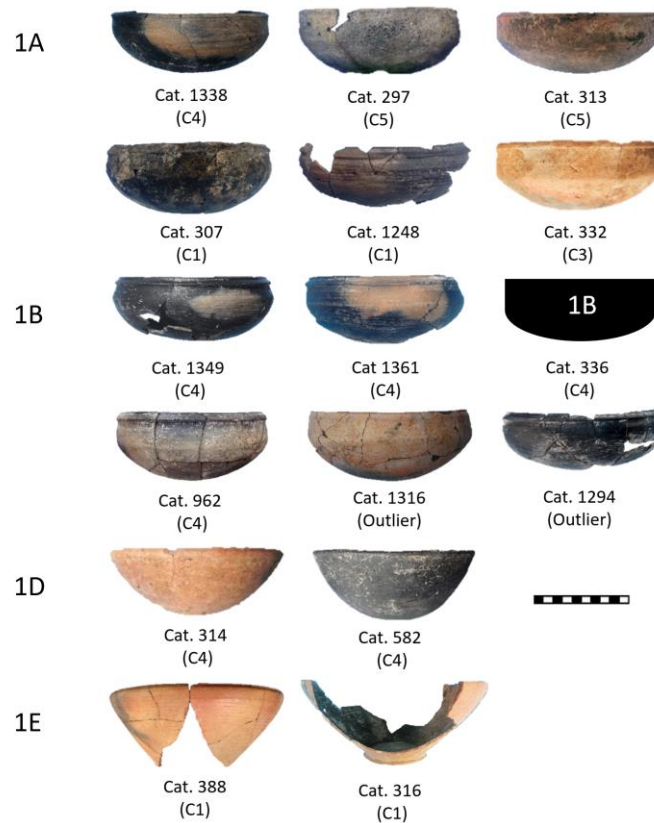 1A
Cat. 1338
(C4)
Cat. 297
(C5)
Cat. 313
(C5)
Cat. 307
(C1)
Cat. 1248
(C1)
Cat. 332
(C3)
1B
Cat. 1349
(C4)
Cat. 1361
(C4)
1B
Cat. 336
(C4)
Cat. 962
(C4)
Cat. 1316
(Outlier)
Cat. 1294
(Outlier)
1D
Cat. 314
(C4)
Cat. 582
(C4)
1E
Cat. 388
(C1)
Cat. 316
(C1)